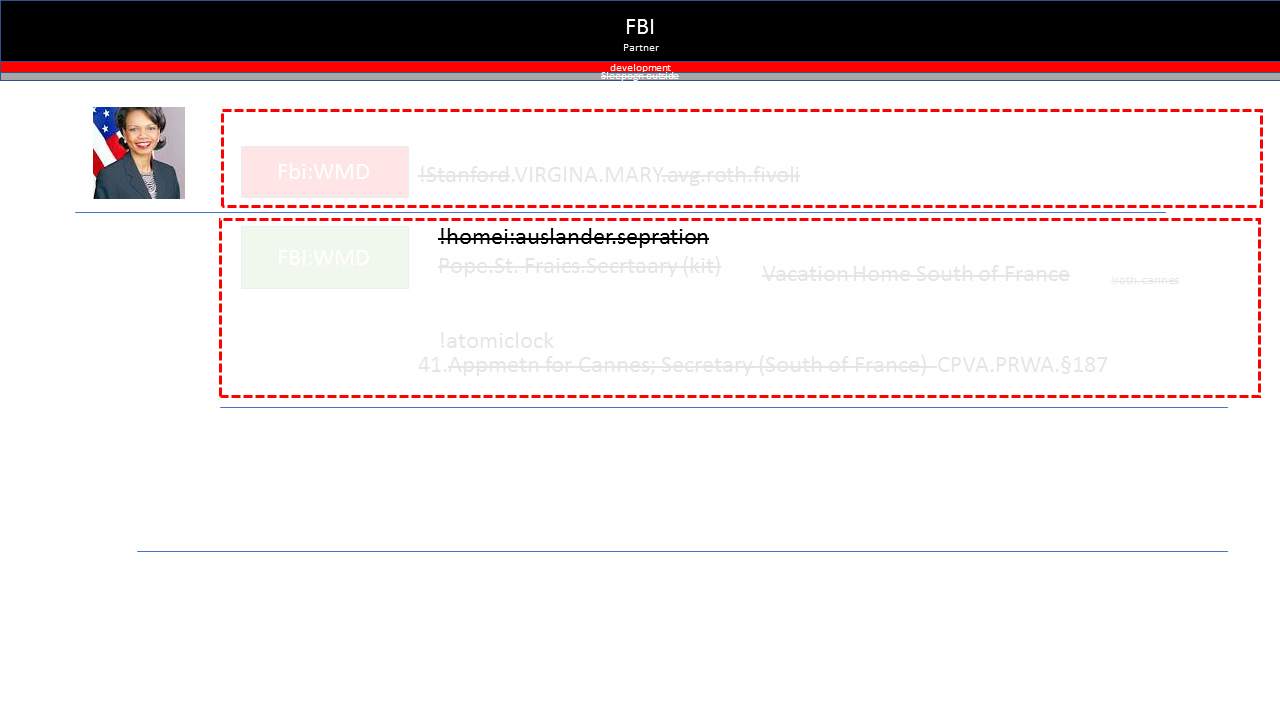 FBI
Partner
development
Sleepogn outside
Fbi:WMD
!Stanford.VIRGINA.MARY.avg.roth.fivoli
FBI:WMD
!homei:auslander.sepration
Pope.St. Fraics.Secrtaary (kit)
Vacation Home South of France
!roth. cannes
!atomiclock
41.Appmetn for Cannes; Secretary (South of France) CPVA.PRWA.§187